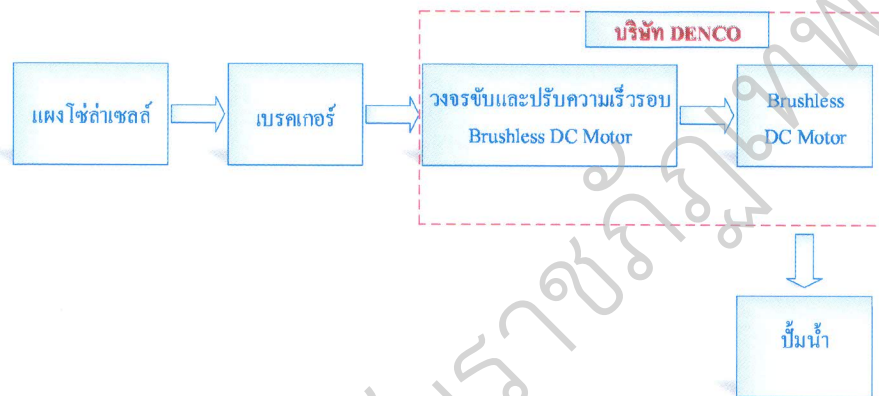 บริษัท DENCO
แผงโซ่ล่าเซลล์
เบรคเกอร์
วงจรขับและปรับความเร็วรอบ
Brushless DC Motor
Brushless
DC Motor
ปั้มน้ำ